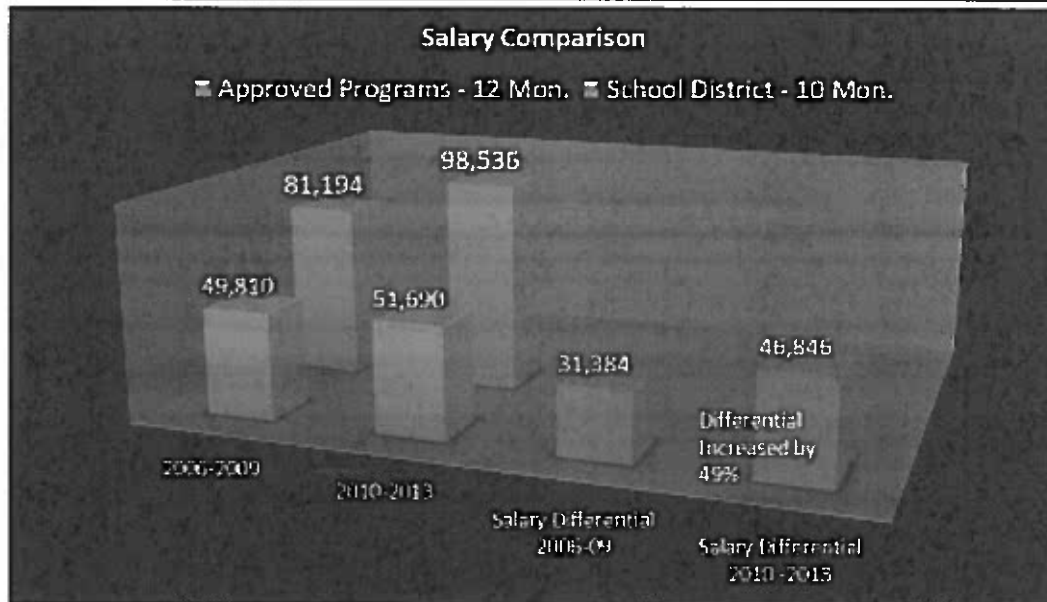 Salary Comparison
Approved Programs - 12 Mon. School District - 10 Mon.
81,194
98,536
49,810
51,690
31,384
46,846
Differential
Increased by
49%
2006-2009
2010-2013
Salary Differential
2006-09
Salary Differential
2010-2013